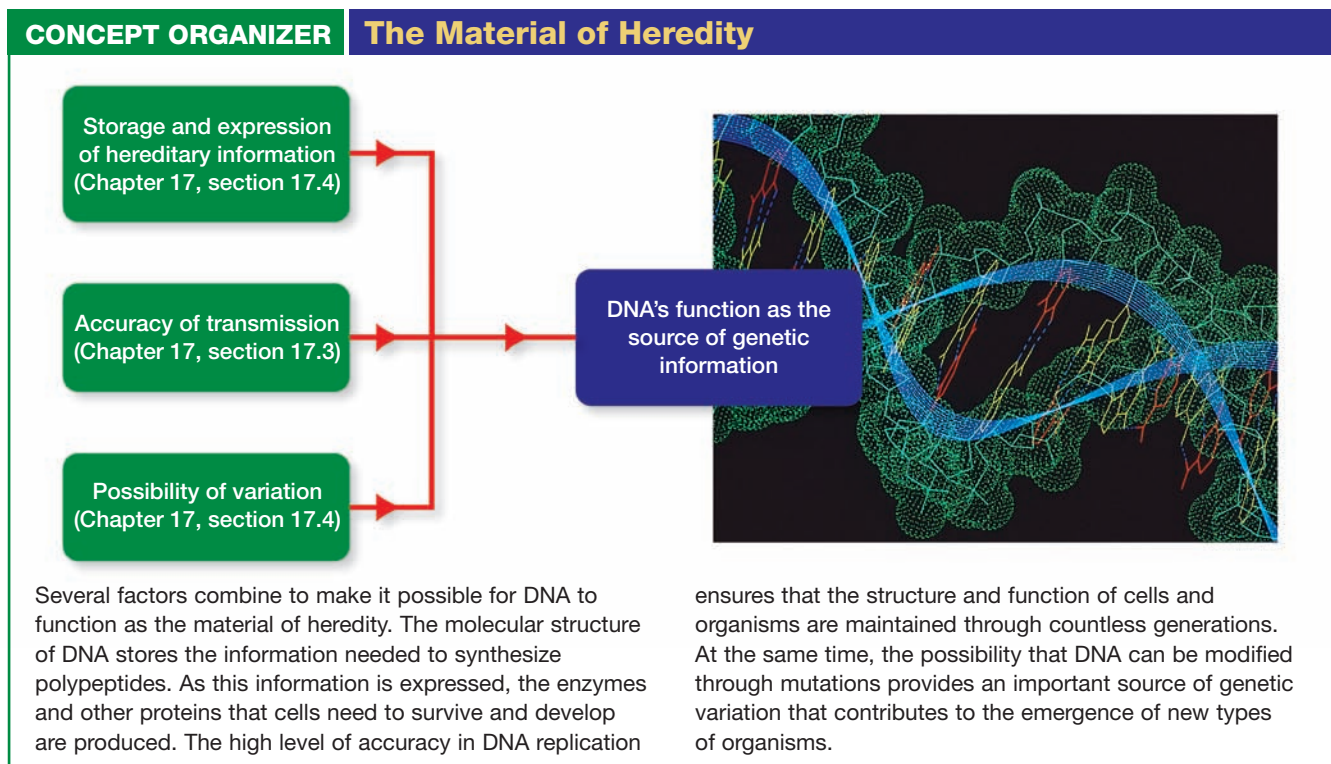 CONCEPT ORGANIZER
The Material of Heredity
Storage and expression
of hereditary information
(Chapter 17, section 17.4)
Accuracy of transmission
(Chapter 17, section 17.3)
Possibility of variation
(Chapter 17, section 17.4)
DNA's function as the
source of genetic
information
Several factors combine to make it possible for DNA to
function as the material of heredity. The molecular structure
of DNA stores the information needed to synthesize
polypeptides. As this information is expressed, the enzymes
and other proteins that cells need to survive and develop
are produced. The high level of accuracy in DNA replication
ensures that the structure and function of cells and
organisms are maintained through countless generations.
At the same time, the possibility that DNA can be modified
through mutations provides an important source of genetic
variation that contributes to the emergence of new types
of organisms.